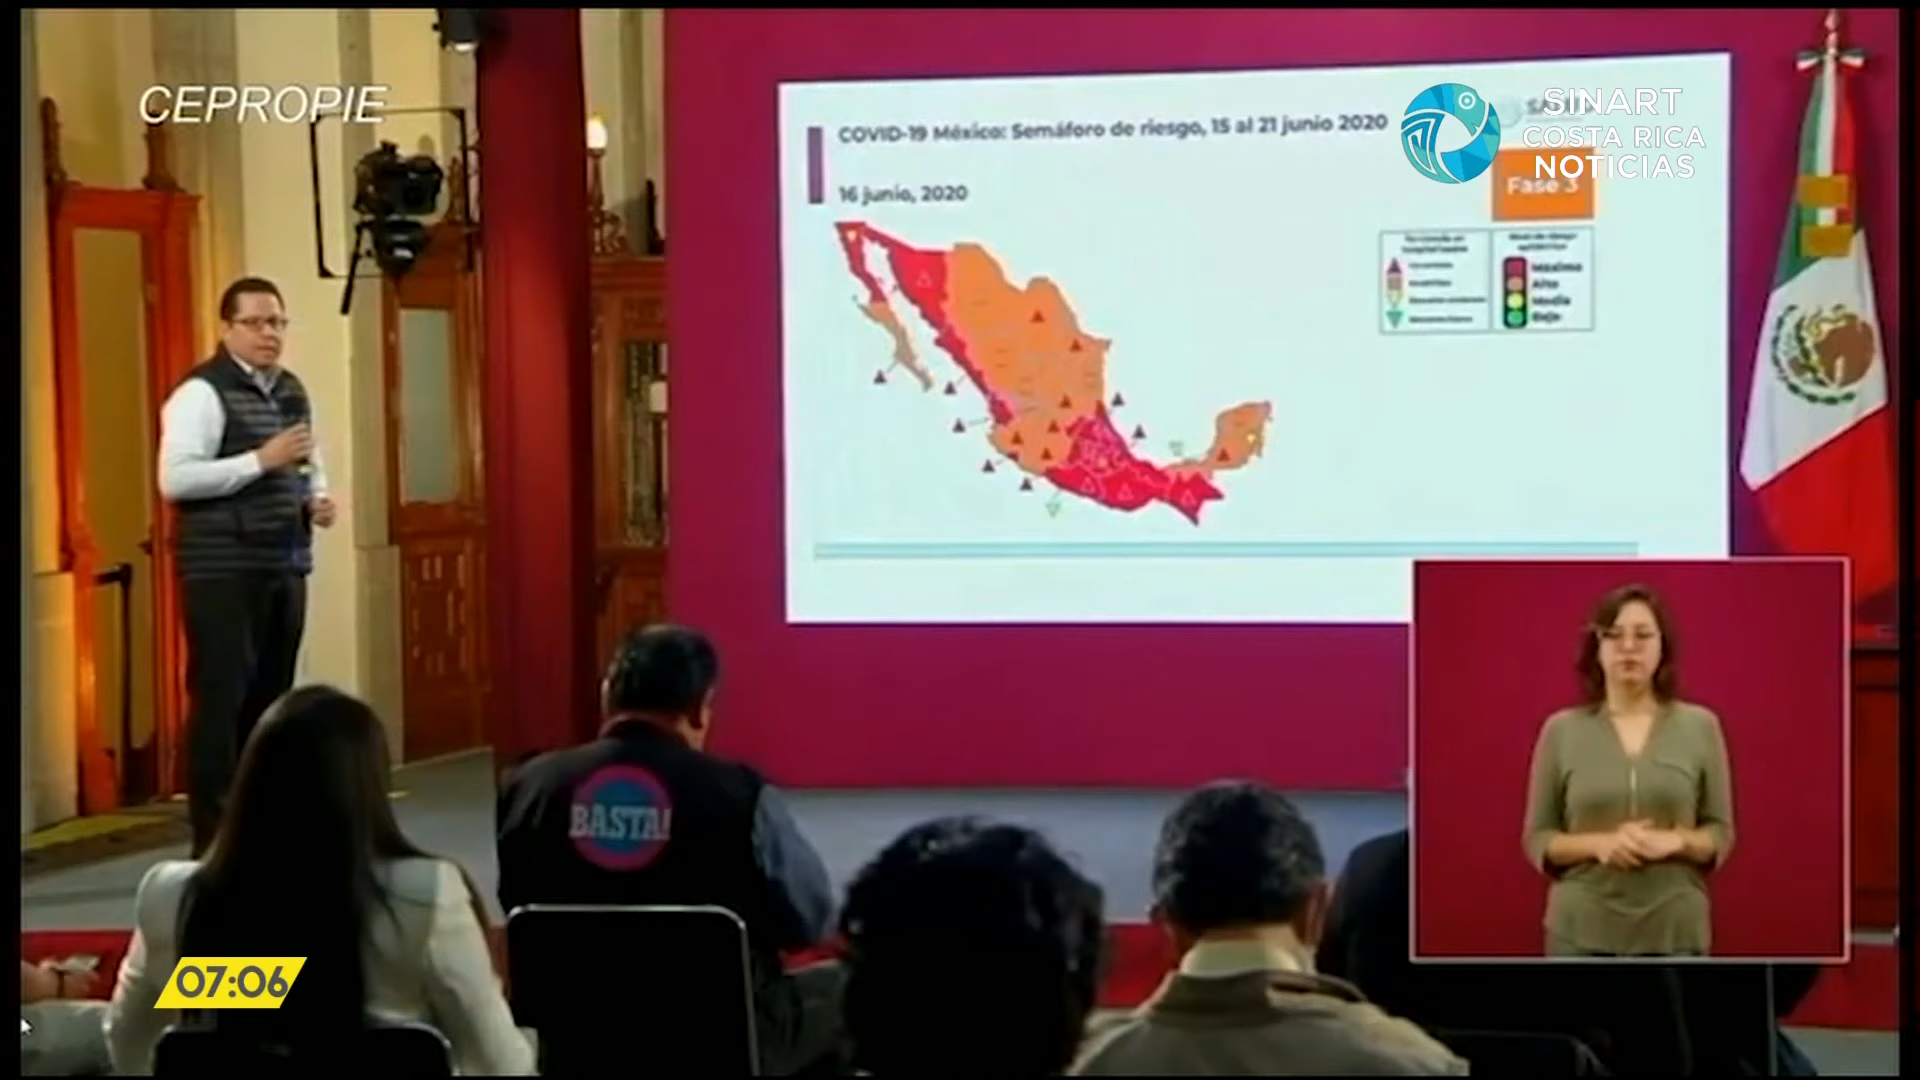 CEPROPIE
COVID-19 México: Semáforo de riesgo, 15 al 21 junio 2020
16 junio, 2020
SINART
COSTA RICA
NOTICIAS
Fase 3
Máximo
Alto
Medio
Bajo
BASTA!
07:06